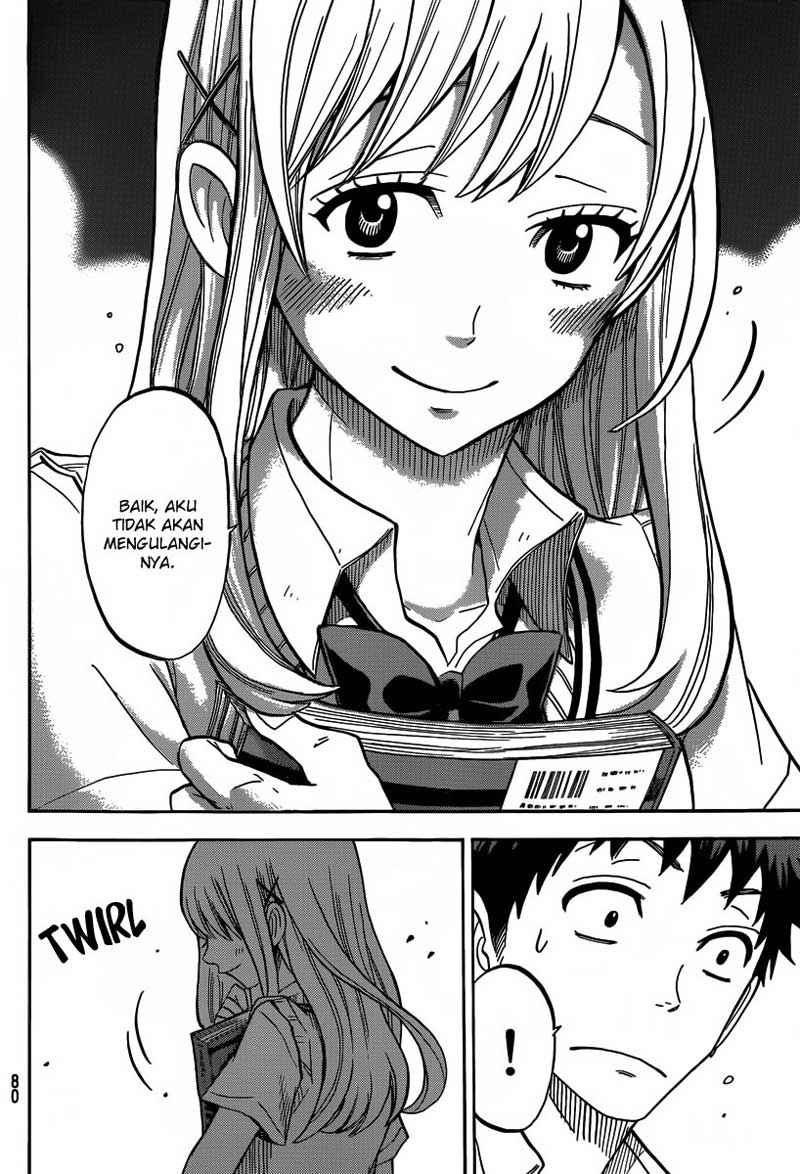 BAIK, AKU
TIDAK AKAN
MENGULANGI-
NYA.
TWIRL
!
80